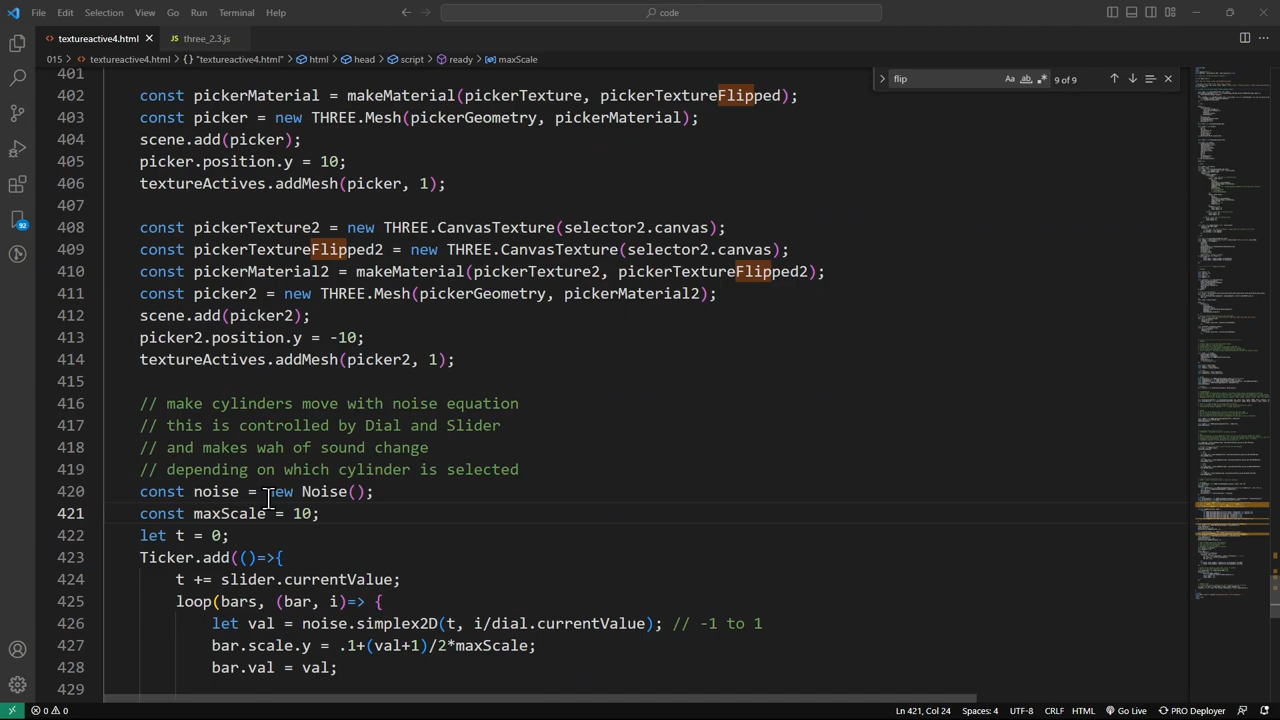 File Edit Selection View Go Run Terminal Help
code
textureactive4.html three_2.3.js
015 > textureactive4.html > {} "textureactive4.html" > html > head > script > ready > maxScale
flip
Aa ab 9 of 9
401
402 const pickerMaterial = makeMaterial(pickerTexture, pickerTextureFlipped);
403 const picker = new THREE.Mesh(pickerGeometry, pickerMaterial);
404 scene.add(picker);
405 picker.position.y = 10;
406 textureActives.addMesh(picker, 1);
407
408 const pickerTexture2 = new THREE.CanvasTexture(selector2.canvas);
409 const pickerTextureFlipped2 = new THREE.CanvasTexture(selector2.canvas);
410 const pickerMaterial2 = makeMaterial(pickerTexture2, pickerTextureFlipped2);
411 const picker2 = new THREE.Mesh(pickerGeometry, pickerMaterial2);
412 scene.add(picker2);
413 picker2.position.y = -10;
414 textureActives.addMesh(picker2, 1);
415
416 // make cylinders move with noise equation
417 // this is controlled by Dial and Slider
418 // and makes wah of sound change
419 // depending on which cylinder is selected
420 const noise = new Noise();
421 const maxScale = 10;
422 let t = 0;
423 Ticker.add(()=>{
424 t += slider.currentValue;
425 loop(bars, (bar, i)=> {
426 let val = noise.simplex2D(t, i/dial.currentValue); // -1 to 1
427 bar.scale.y = .1+(val+1)/2*maxScale;
428 bar.val = val;
429
92
0 0 Ln 421, Col 24 Spaces: 4 UTF-8 CRLF HTML Go Live PRO Deployer